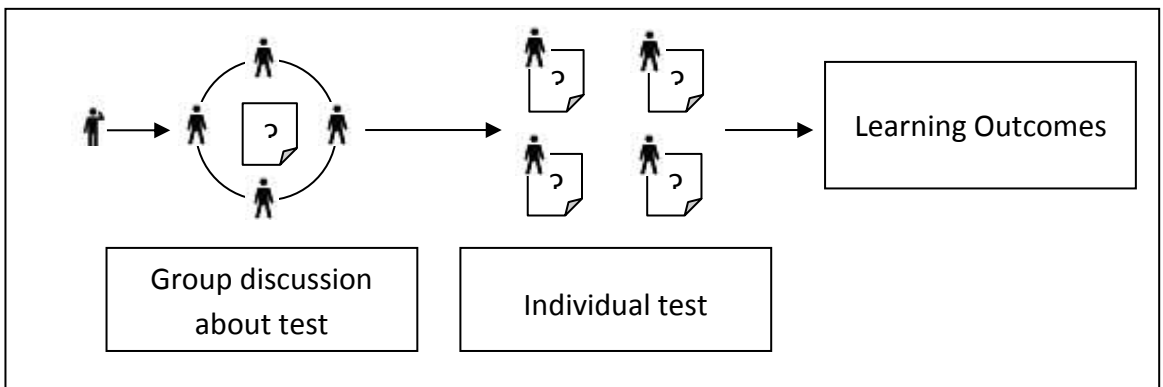 ?
?
?
?
?
Learning Outcomes
Group discussion
about test
Individual test